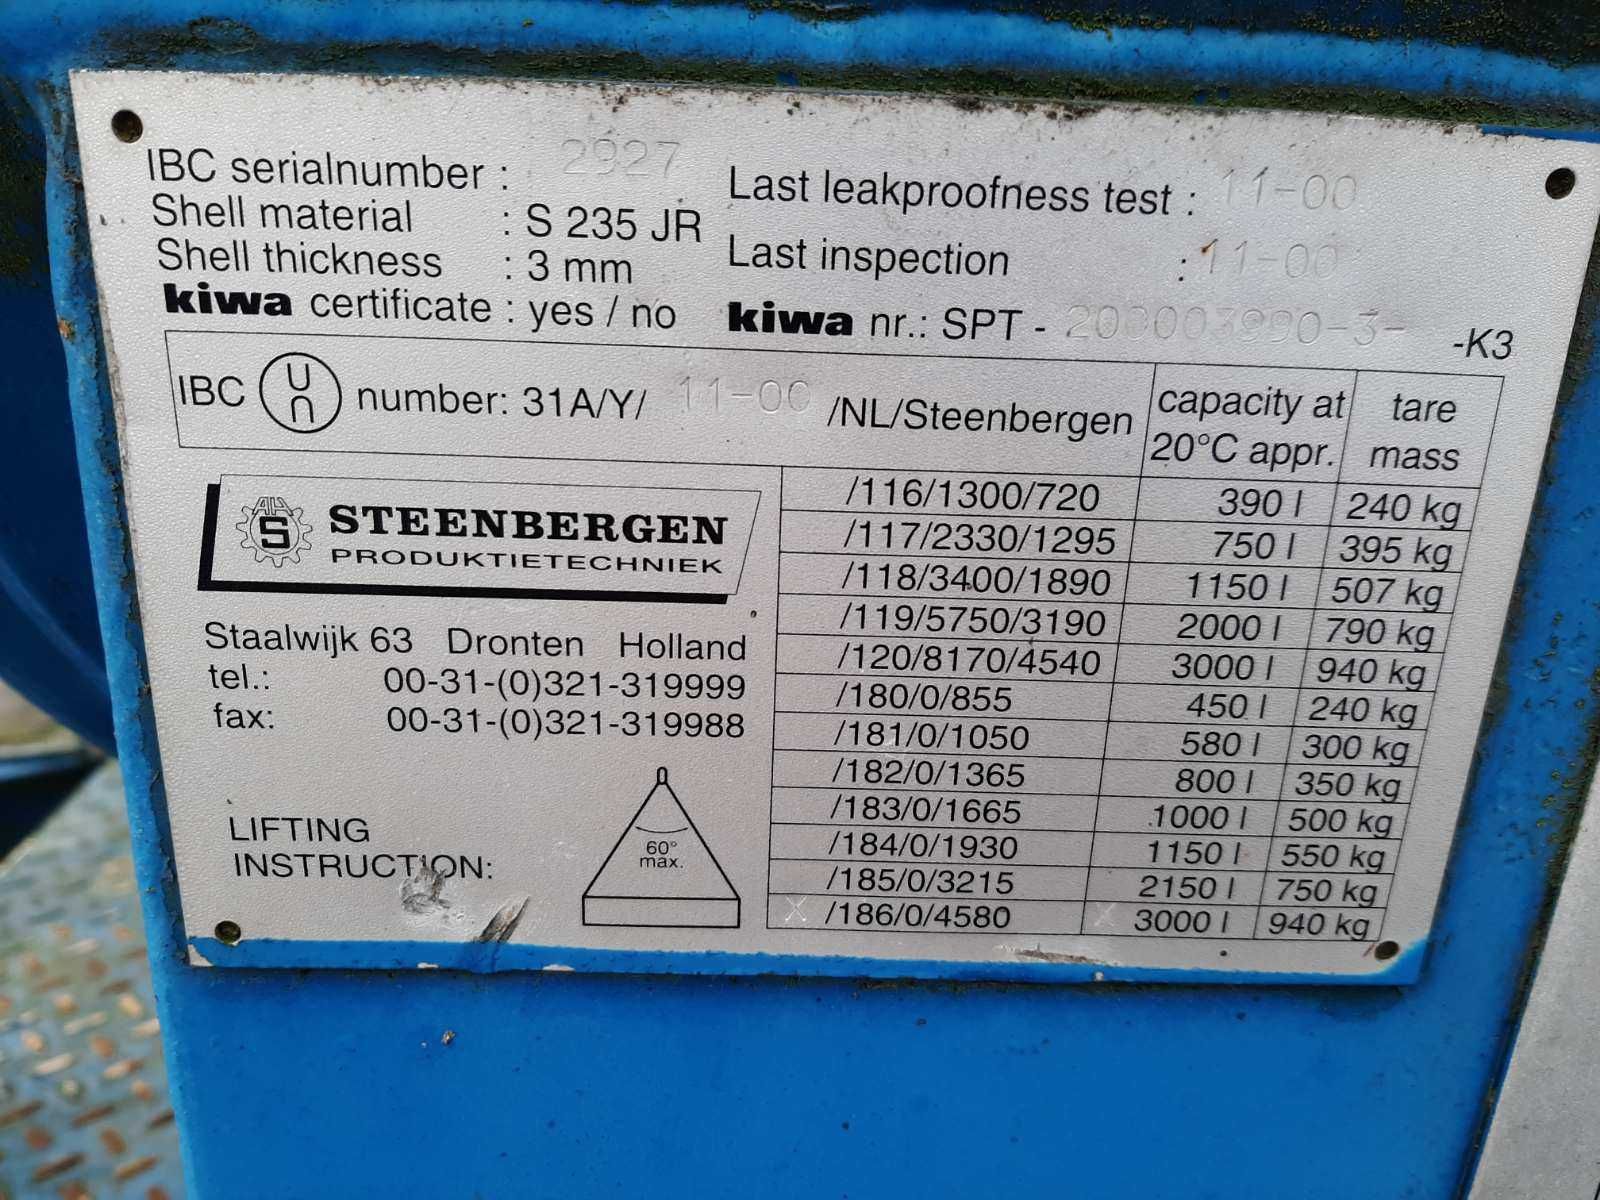 IBC serialnumber : 2927
Shell material : S 235 JR
Shell thickness : 3 mm
kiwa certificate : yes / no
Last leakproofness test : 11-00
Last inspection : 11-00
kiwa nr.: SPT - -K3
IBC un number: 31A/Y/ 11-00 /NL/Steenbergen
capacity at 20°C appr.
tare mass
/116/1300/720 390 l 240 kg
/117/2330/1295 750 l 395 kg
/118/3400/1890 1150 l 507 kg
/119/5750/3190 2000 l 790 kg
/120/8170/4540 3000 l 940 kg
/180/0/855 450 l 240 kg
/181/0/1050 580 l 300 kg
/182/0/1365 800 l 350 kg
/183/0/1665 1000 l 500 kg
/184/0/1930 1150 l 550 kg
/185/0/3215 2150 l 750 kg
X /186/0/4580 X 3000 l 940 kg
AHS
STEENBERGEN
PRODUKTIETECHNIEK
Staalwijk 63 Dronten Holland
tel.: 00-31-(0)321-319999
fax: 00-31-(0)321-319988
LIFTING
INSTRUCTION:
60°
max.